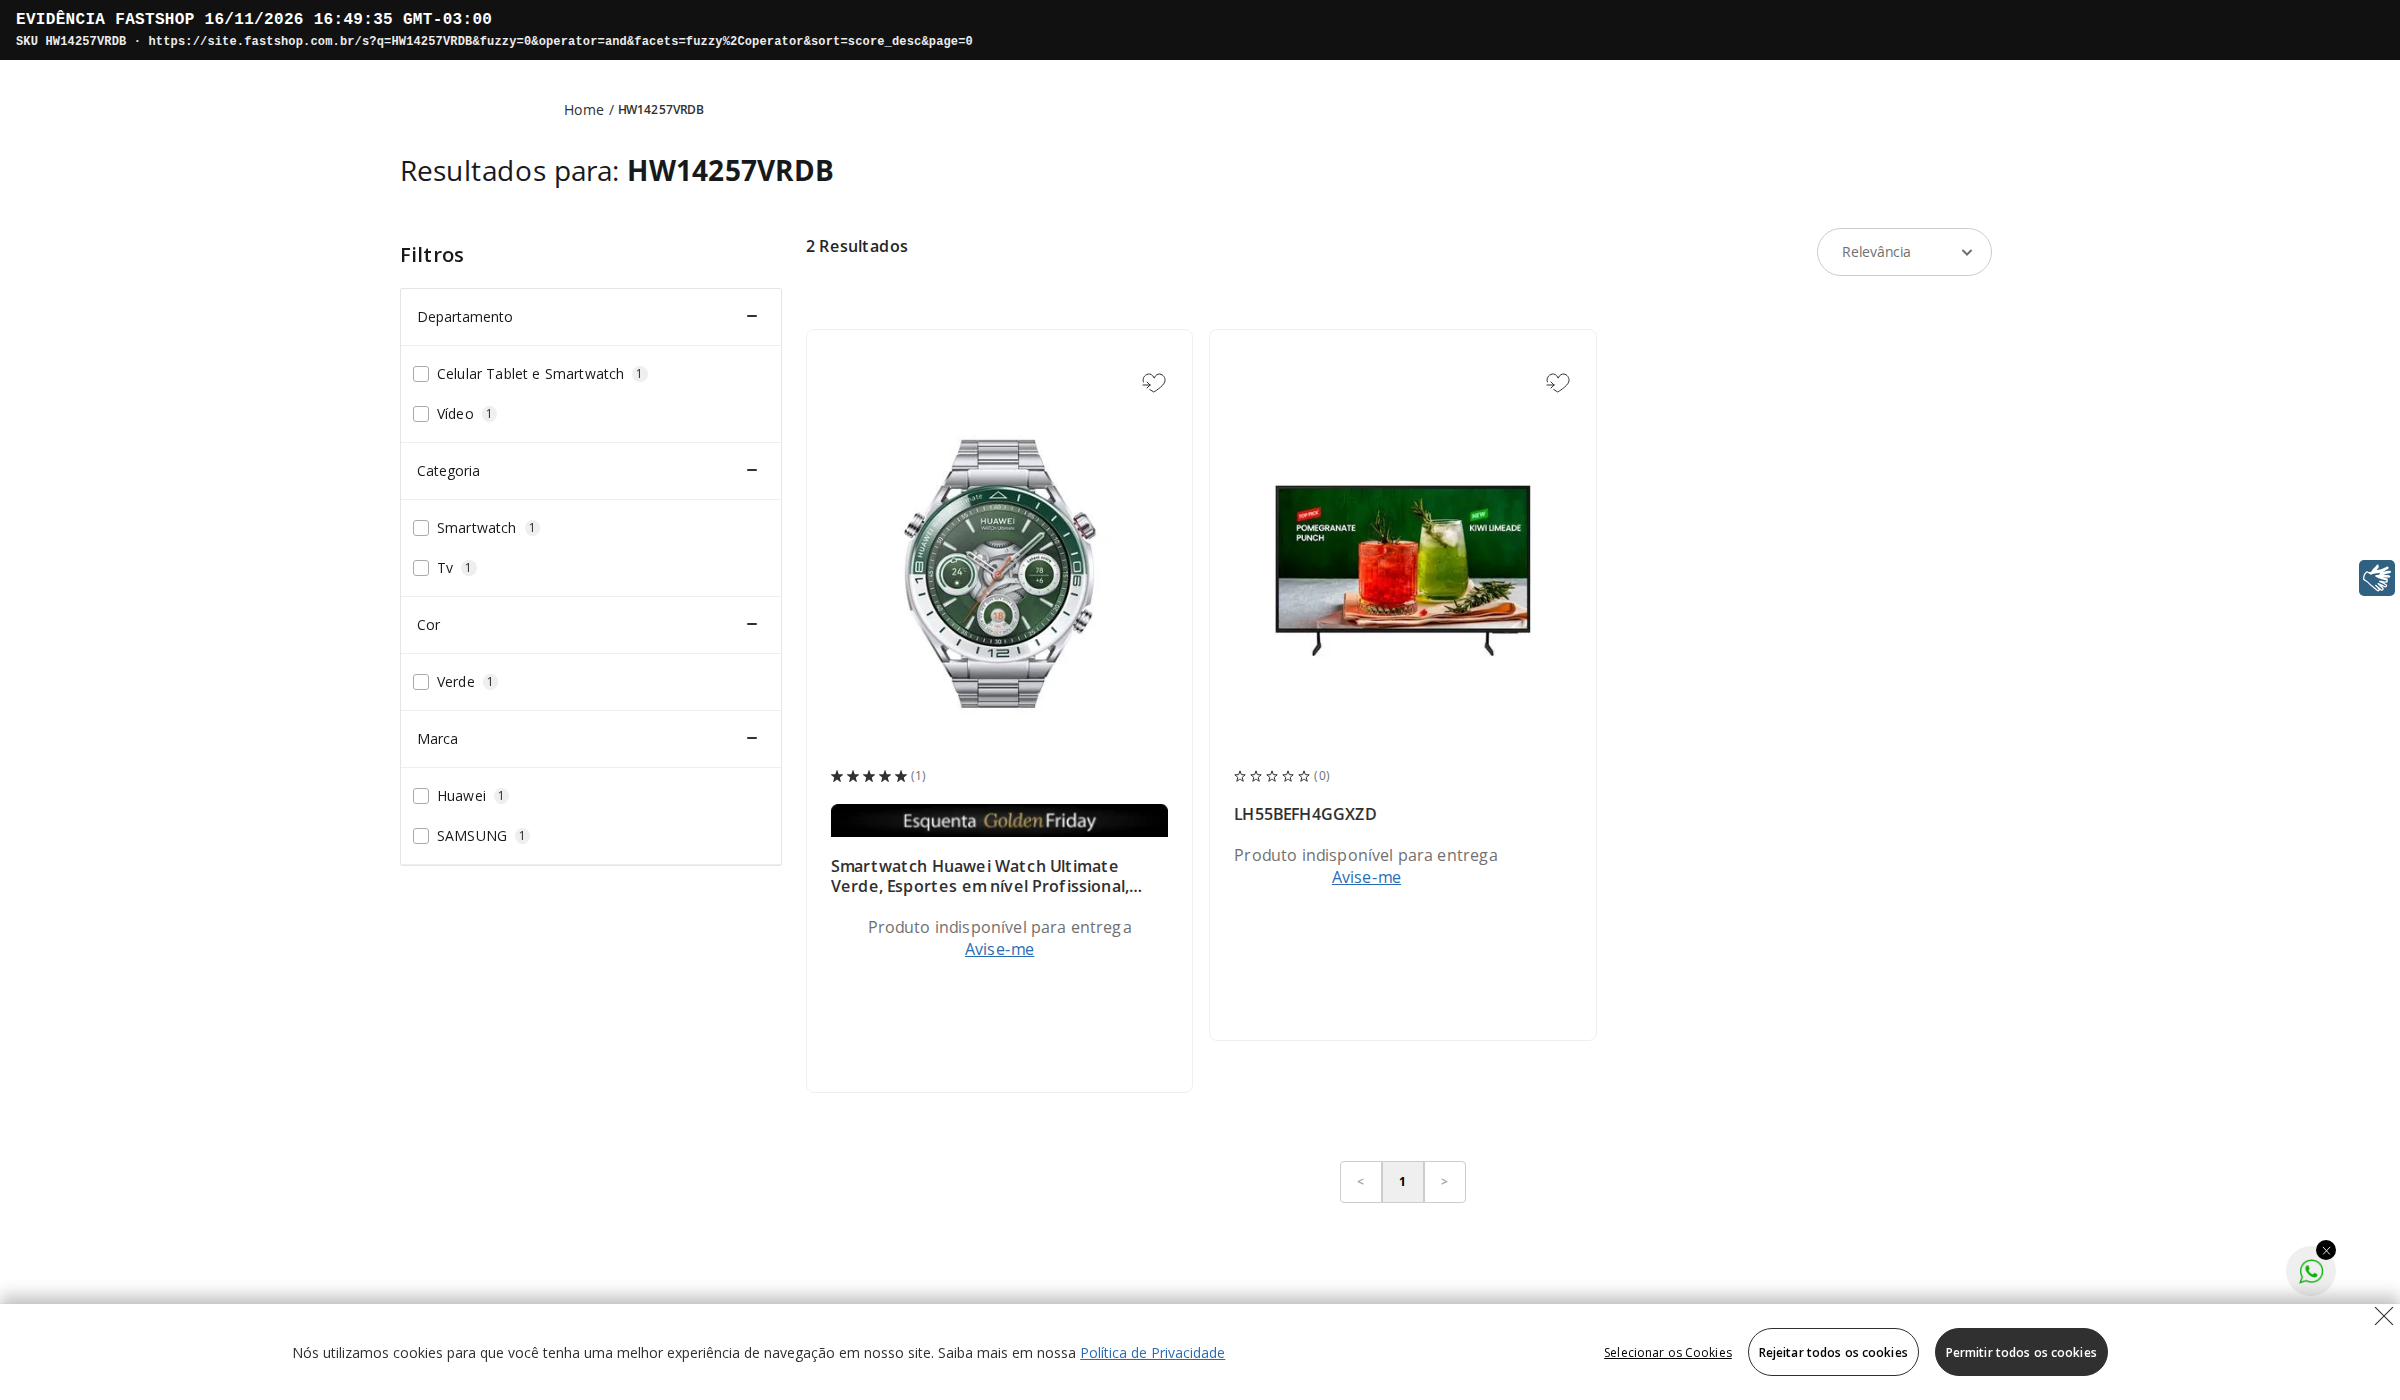 EVIDÊNCIA FASTSHOP 16/11/2026 16:49:35 GMT-03:00
SKU HW14257VRDB · https://site.fastshop.com.br/s?q=HW14257VRDB&fuzzy=0&operator=and&facets=fuzzy%2Coperator&sort=score_desc&page=0
Home / HW14257VRDB
Resultados para: HW14257VRDB
Filtros
2 Resultados
Relevância
Departamento
Celular Tablet e Smartwatch 1
Vídeo 1
Categoria
Smartwatch 1
Tv 1
Cor
Verde 1
Marca
Huawei 1
SAMSUNG 1
HUAWEI
WATCH Ultimate
TOP PICK
POMEGRANATE
PUNCH
NEW
KIWI LIMEADE
(1)
Esquenta Golden Friday
Smartwatch Huawei Watch Ultimate
Verde, Esportes em nível Profissional,...
Produto indisponível para entrega
Avise-me
(0)
LH55BEFH4GGXZD
Produto indisponível para entrega
Avise-me
< 1 >
Nós utilizamos cookies para que você tenha uma melhor experiência de navegação em nosso site. Saiba mais em nossa Política de Privacidade
Selecionar os Cookies
Rejeitar todos os cookies
Permitir todos os cookies